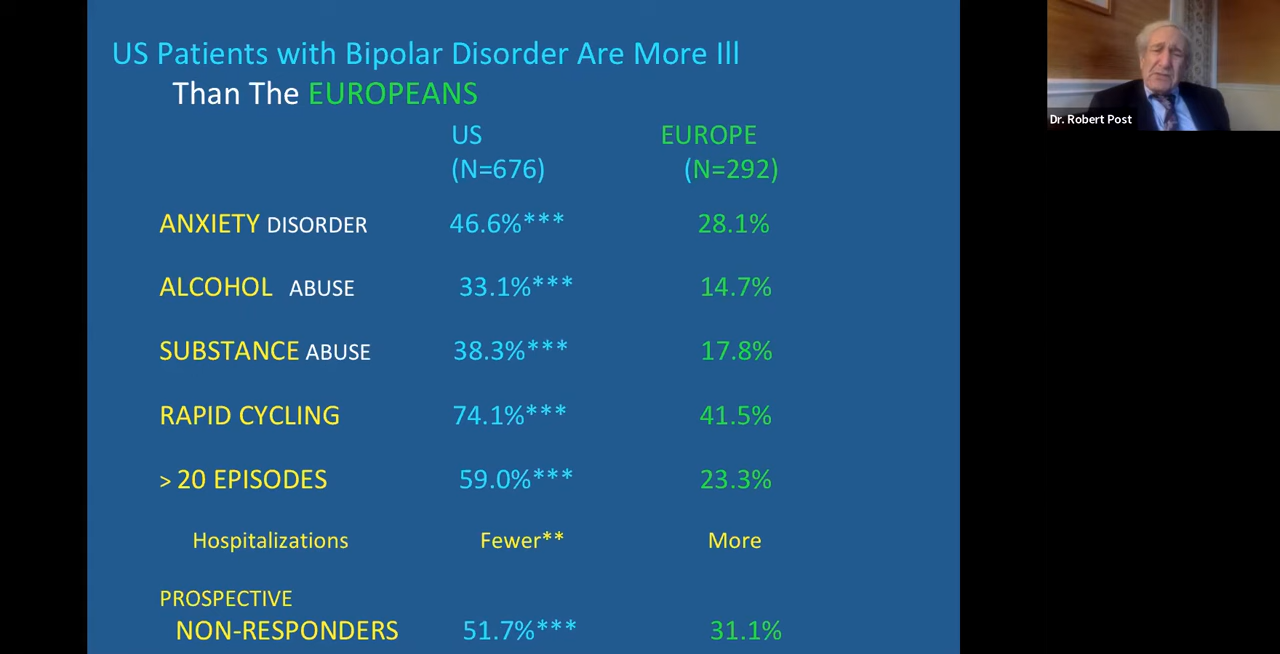 US Patients with Bipolar Disorder Are More Ill
Than The EUROPEANS
US EUROPE
(N=676) (N=292)
ANXIETY DISORDER 46.6%*** 28.1%
ALCOHOL ABUSE 33.1%*** 14.7%
SUBSTANCE ABUSE 38.3%*** 17.8%
RAPID CYCLING 74.1%*** 41.5%
> 20 EPISODES 59.0%*** 23.3%
Hospitalizations Fewer** More
PROSPECTIVE
NON-RESPONDERS 51.7%*** 31.1%
Dr. Robert Post